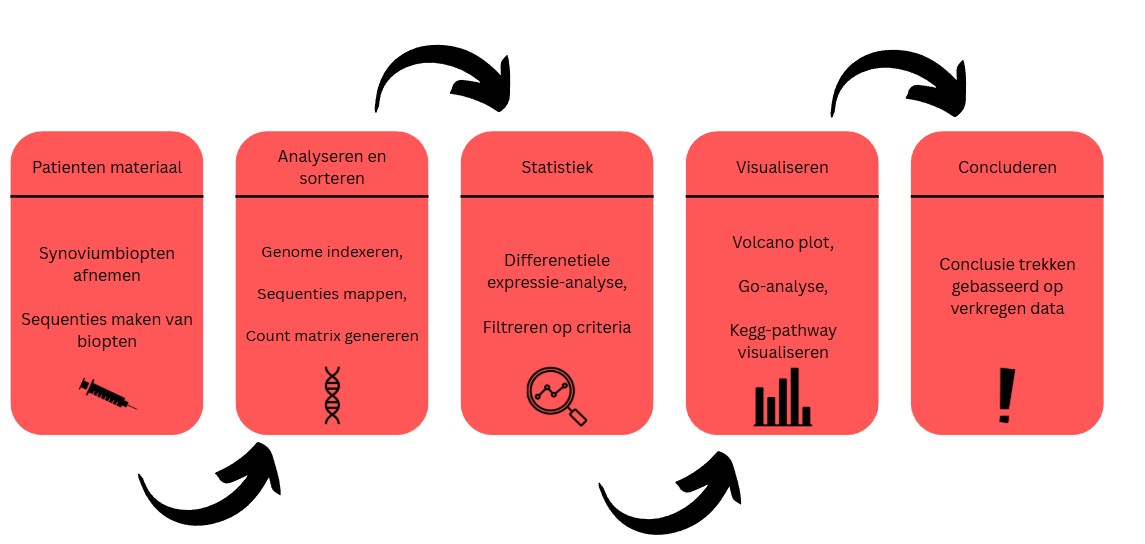 Patienten materiaal
Synoviumbiopten
afnemen
Sequenties maken van
biopten
Analyseren en
sorteren
Genome indexeren,
Sequenties mappen,
Count matrix genereren
Statistiek
Differenetiele
expressie-analyse,
Filtreren op criteria
Visualiseren
Volcano plot,
Go-analyse,
Kegg-pathway
visualiseren
Concluderen
Conclusie trekken
gebasseerd op
verkregen data